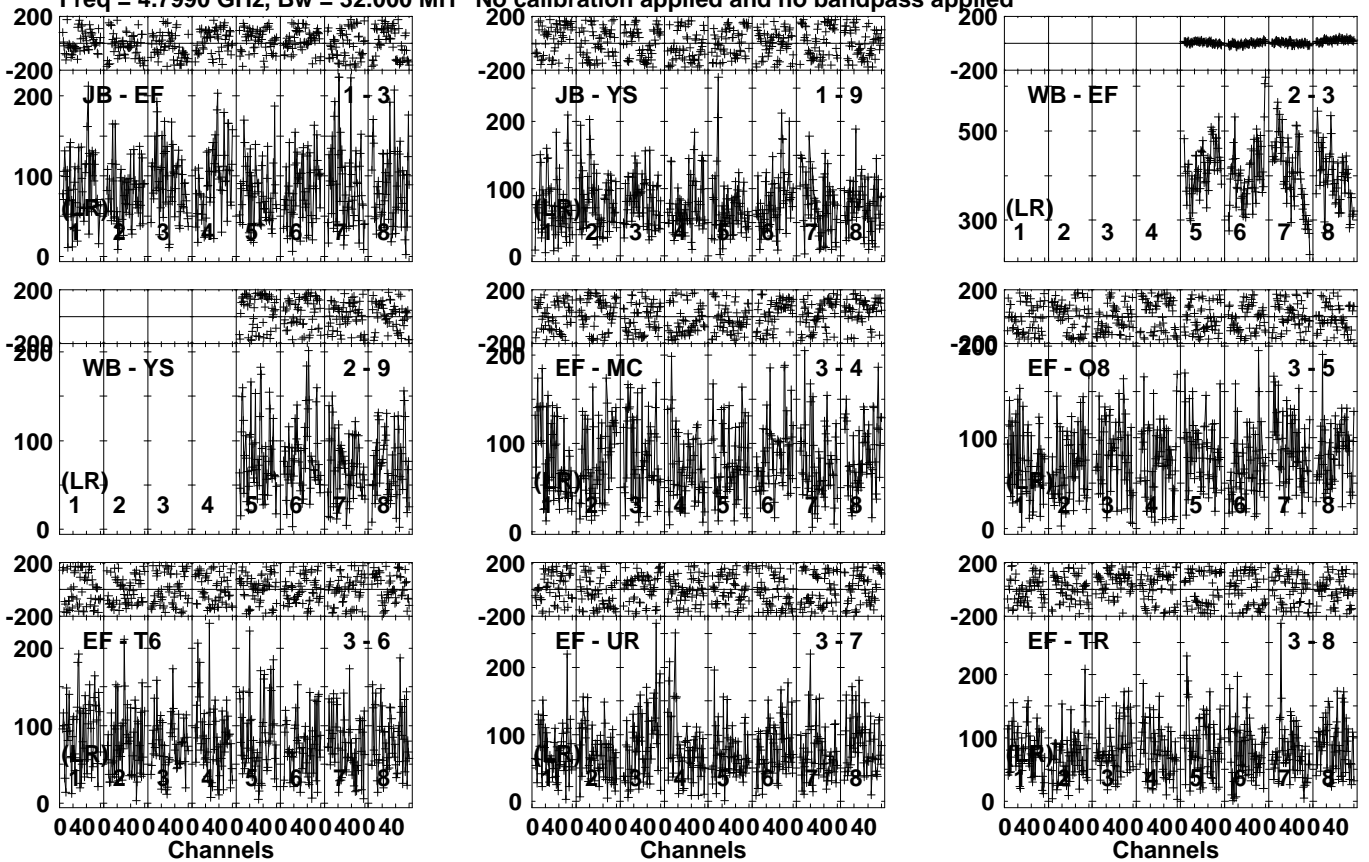 Freq = 4.7990 GHz, Bw = 32.000 MH No calibration applied and no bandpass applied
200 200 200
-200 -200 -200
200 JB - EF 1 - 3 JB - YS 1 - 9 WB - EF 2 - 3
200 500
100 100
(LR) (LR) (LR) 300
1 2 3 4 5 6 7 8 1 2 3 4 5 6 7 8 1 2 3 4 5 6 7 8
0 0
200 200 200
-200 -200 -200
200 200 200
WB - YS 2 - 9 EF - MC 3 - 4 EF - O8 3 - 5
100 100 100
(LR) (LR) (LR)
1 2 3 4 5 6 7 8 1 2 3 4 5 6 7 8 1 2 3 4 5 6 7 8
0 0 0
200 200 200
-200 -200 -200
EF - T6 3 - 6 EF - UR 3 - 7 EF - TR 3 - 8
200 200 200
100 100 100
(LR) (LR) (LR)
1 2 3 4 5 6 7 8 1 2 3 4 5 6 7 8 1 2 3 4 5 6 7 8
0 0 0
0 40 0 40 0 40 0 40 0 40 0 40 0 40 0 40 0 40 0 40 0 40 0 40 0 40 0 40 0 40 0 40 0 40 0 40 0 40 0 40 0 40 0 40 0 40 0 40
Channels Channels Channels